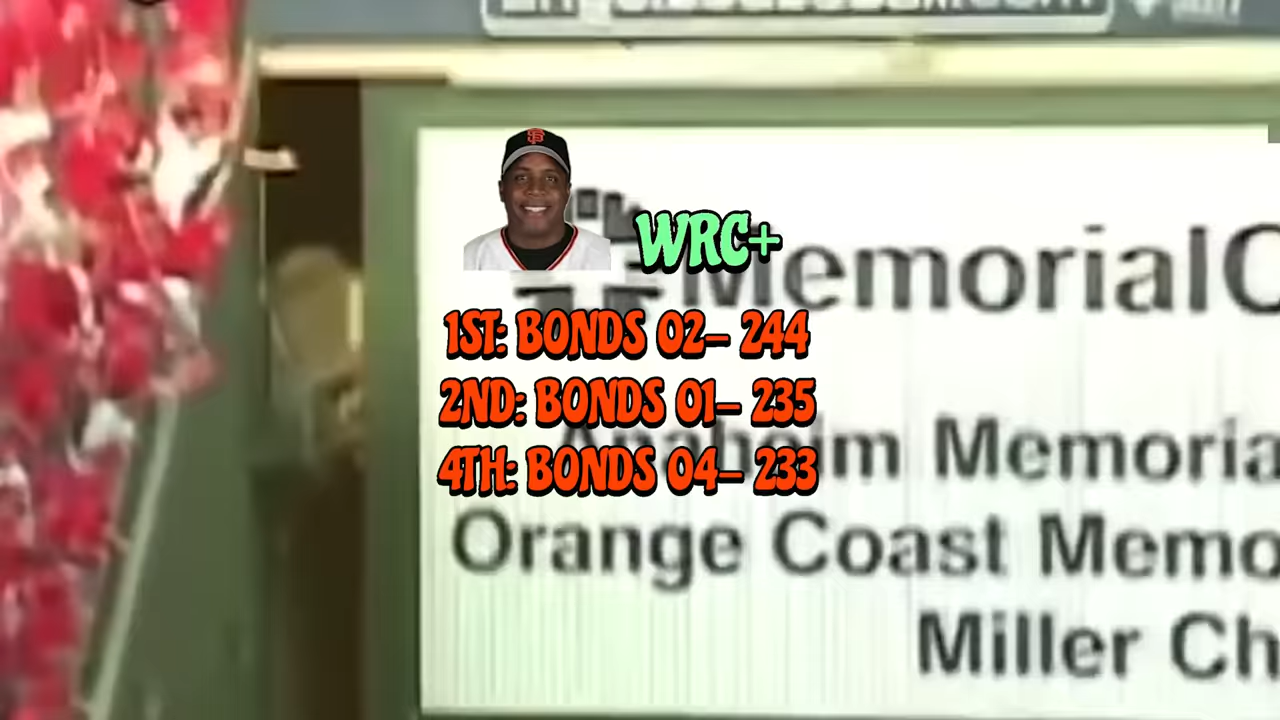 WRC+
1ST: BONDS 02– 244
2ND: BONDS 01– 235
4TH: BONDS 04– 233
Memorial
Anaheim Memoria
Orange Coast Memo
Miller Ch